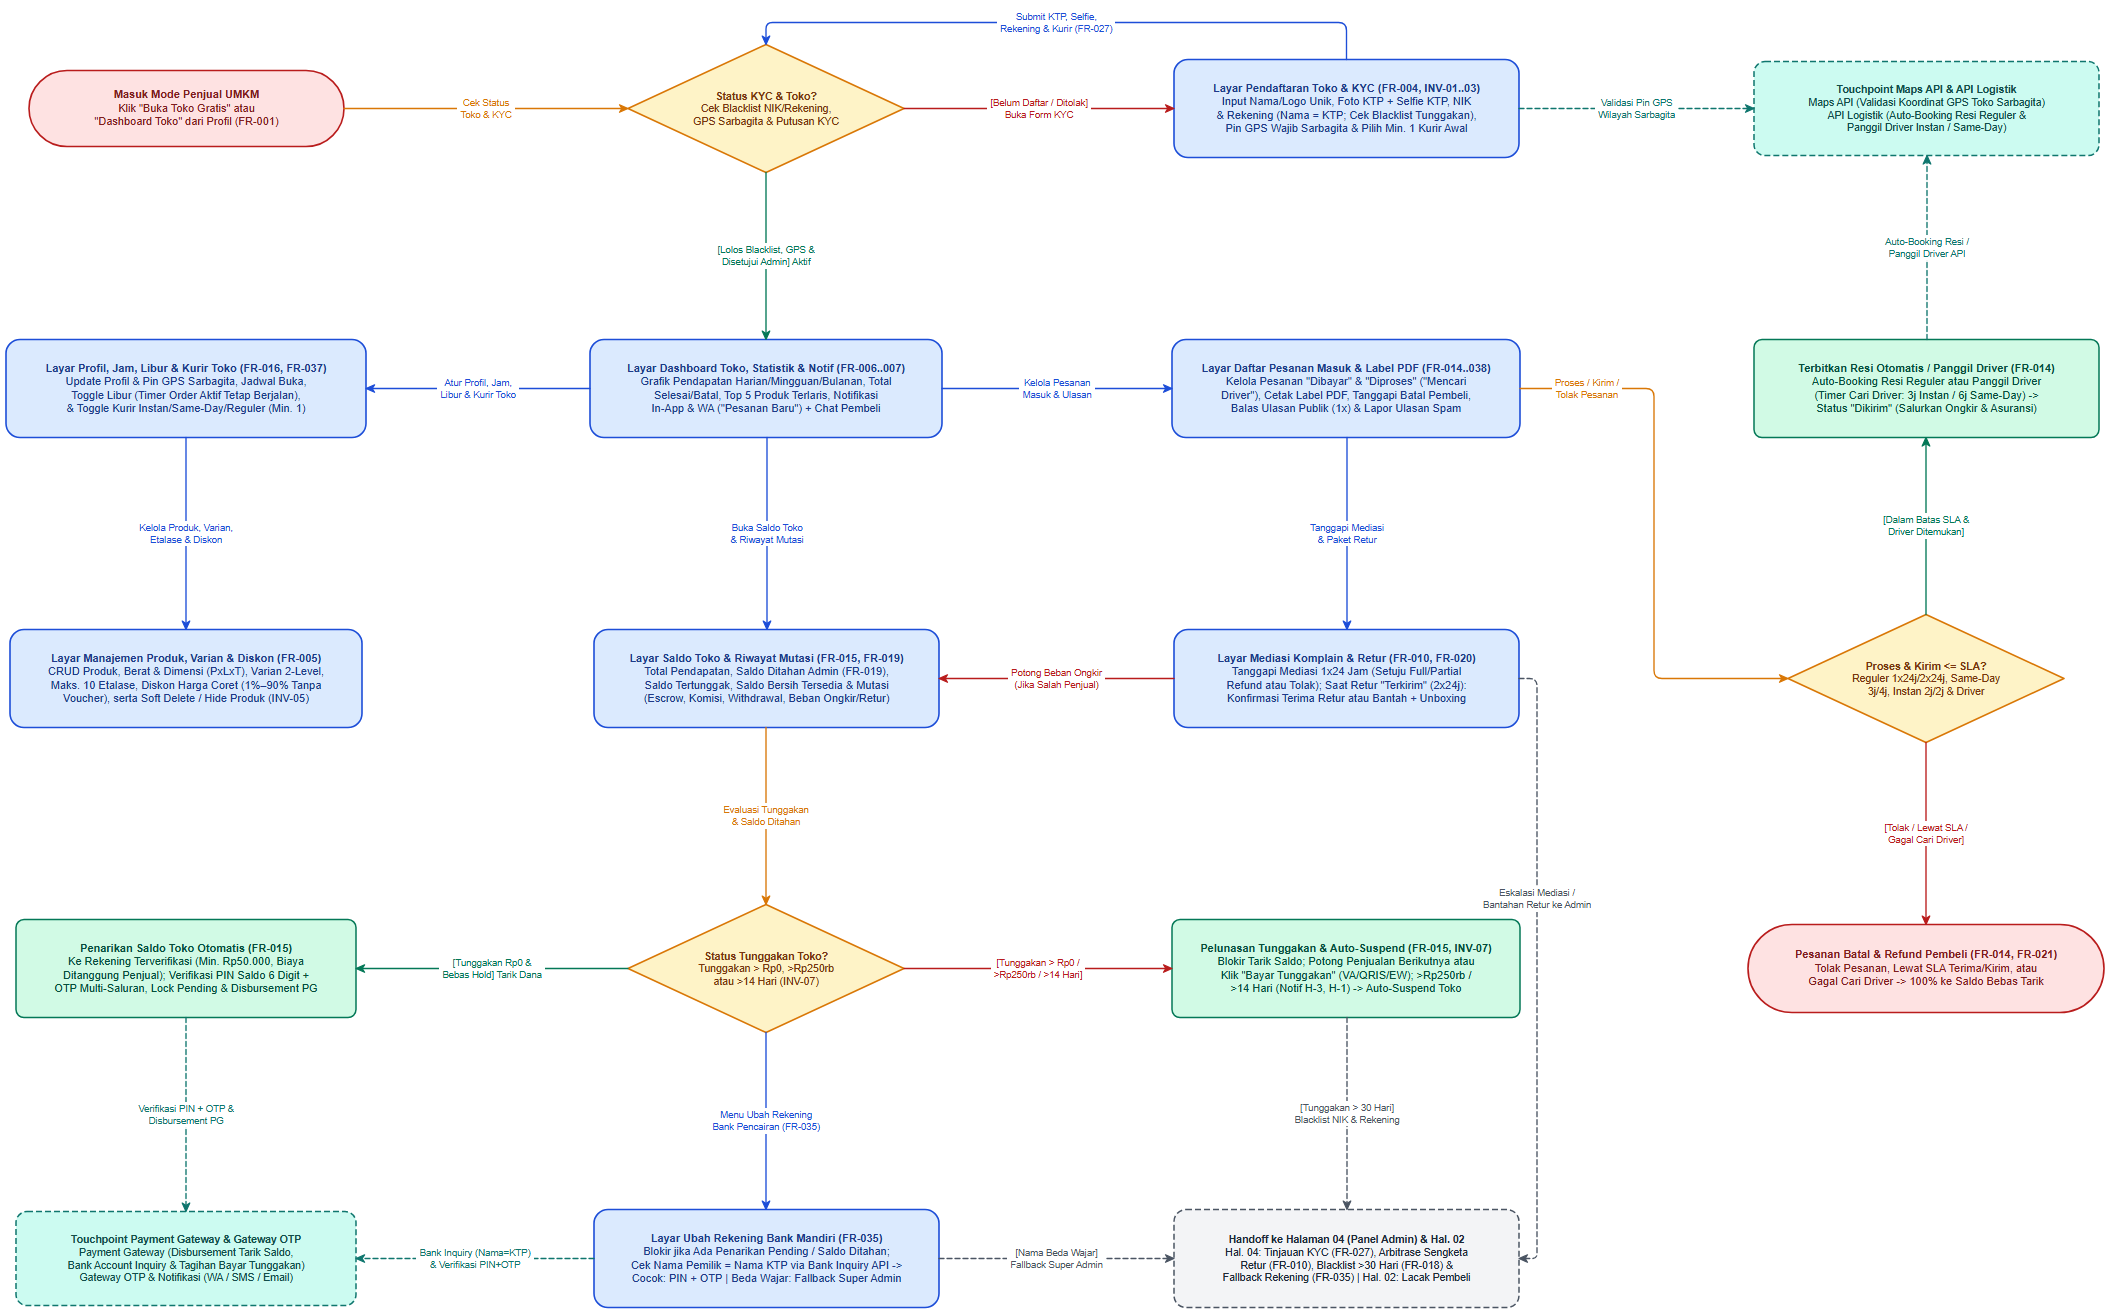 Submit KTP, Selfie,
Rekening & Kurir (FR-027)
Masuk Mode Penjual UMKM
Klik "Buka Toko Gratis" atau
"Dashboard Toko" dari Profil (FR-001)
Cek Status
Toko & KYC
Status KYC & Toko?
Cek Blacklist NIK/Rekening,
GPS Sarbagita & Putusan KYC
[Belum Daftar / Ditolak]
Buka Form KYC
Layar Pendaftaran Toko & KYC (FR-004, INV-01..03)
Input Nama/Logo Unik, Foto KTP + Selfie KTP, NIK
& Rekening (Nama = KTP; Cek Blacklist Tunggakan),
Pin GPS Wajib Sarbagita & Pilih Min. 1 Kurir Awal
Validasi Pin GPS
Wilayah Sarbagita
Touchpoint Maps API & API Logistik
Maps API (Validasi Koordinat GPS Toko Sarbagita)
API Logistik (Auto-Booking Resi Reguler &
Panggil Driver Instan / Same-Day)
[Lolos Blacklist, GPS &
Disetujui Admin] Aktif
Auto-Booking Resi /
Panggil Driver API
Layar Profil, Jam, Libur & Kurir Toko (FR-016, FR-037)
Update Profil & Pin GPS Sarbagita, Jadwal Buka,
Toggle Libur (Timer Order Aktif Tetap Berjalan),
& Toggle Kurir Instan/Same-Day/Reguler (Min. 1)
Atur Profil, Jam,
Libur & Kurir Toko
Layar Dashboard Toko, Statistik & Notif (FR-006..007)
Grafik Pendapatan Harian/Mingguan/Bulanan, Total
Selesai/Batal, Top 5 Produk Terlaris, Notifikasi
In-App & WA ("Pesanan Baru") + Chat Pembeli
Kelola Pesanan
Masuk & Ulasan
Layar Daftar Pesanan Masuk & Label PDF (FR-014..038)
Kelola Pesanan "Dibayar" & "Diproses" ("Mencari
Driver"), Cetak Label PDF, Tanggapi Batal Pembeli,
Balas Ulasan Publik (1x) & Lapor Ulasan Spam
Proses / Kirim /
Tolak Pesanan
Terbitkan Resi Otomatis / Panggil Driver (FR-014)
Auto-Booking Resi Reguler atau Panggil Driver
(Timer Cari Driver: 3j Instan / 6j Same-Day) ->
Status "Dikirim" (Salurkan Ongkir & Asuransi)
Kelola Produk, Varian,
Etalase & Diskon
Buka Saldo Toko
& Riwayat Mutasi
Tanggapi Mediasi
& Paket Retur
[Dalam Batas SLA &
Driver Ditemukan]
Layar Manajemen Produk, Varian & Diskon (FR-005)
CRUD Produk, Berat & Dimensi (PxLxT), Varian 2-Level,
Maks. 10 Etalase, Diskon Harga Coret (1%–90% Tanpa
Voucher), serta Soft Delete / Hide Produk (INV-05)
Layar Saldo Toko & Riwayat Mutasi (FR-015, FR-019)
Total Pendapatan, Saldo Ditahan Admin (FR-019),
Saldo Tertunggak, Saldo Bersih Tersedia & Mutasi
(Escrow, Komisi, Withdrawal, Beban Ongkir/Retur)
Potong Beban Ongkir
(Jika Salah Penjual)
Layar Mediasi Komplain & Retur (FR-010, FR-020)
Tanggapi Mediasi 1x24 Jam (Setuju Full/Partial
Refund atau Tolak); Saat Retur "Terkirim" (2x24j):
Konfirmasi Terima Retur atau Bantah + Unboxing
Proses & Kirim <= SLA?
Reguler 1x24j/2x24j, Same-Day
3j/4j, Instan 2j/2j & Driver
Evaluasi Tunggakan
& Saldo Ditahan
[Tolak / Lewat SLA /
Gagal Cari Driver]
Eskalasi Mediasi /
Bantahan Retur ke Admin
Penarikan Saldo Toko Otomatis (FR-015)
Ke Rekening Terverifikasi (Min. Rp50.000, Biaya
Ditanggung Penjual); Verifikasi PIN Saldo 6 Digit +
OTP Multi-Saluran, Lock Pending & Disbursement PG
[Tunggakan Rp0 &
Bebas Hold] Tarik Dana
Status Tunggakan Toko?
Tunggakan > Rp0, >Rp250rb
atau >14 Hari (INV-07)
[Tunggakan > Rp0 /
>Rp250rb / >14 Hari]
Pelunasan Tunggakan & Auto-Suspend (FR-015, INV-07)
Blokir Tarik Saldo; Potong Penjualan Berikutnya atau
Klik "Bayar Tunggakan" (VA/QRIS/EW); >Rp250rb /
>14 Hari (Notif H-3, H-1) -> Auto-Suspend Toko
Pesanan Batal & Refund Pembeli (FR-014, FR-021)
Tolak Pesanan, Lewat SLA Terima/Kirim, atau
Gagal Cari Driver -> 100% ke Saldo Bebas Tarik
Verifikasi PIN + OTP &
Disbursement PG
Menu Ubah Rekening
Bank Pencairan (FR-035)
[Tunggakan > 30 Hari]
Blacklist NIK & Rekening
Touchpoint Payment Gateway & Gateway OTP
Payment Gateway (Disbursement Tarik Saldo,
Bank Account Inquiry & Tagihan Bayar Tunggakan)
Gateway OTP & Notifikasi (WA / SMS / Email)
Bank Inquiry (Nama=KTP)
& Verifikasi PIN+OTP
Layar Ubah Rekening Bank Mandiri (FR-035)
Blokir jika Ada Penarikan Pending / Saldo Ditahan;
Cek Nama Pemilik = Nama KTP via Bank Inquiry API ->
Cocok: PIN + OTP | Beda Wajar: Fallback Super Admin
[Nama Beda Wajar]
Fallback Super Admin
Handoff ke Halaman 04 (Panel Admin) & Hal. 02
Hal. 04: Tinjauan KYC (FR-027), Arbitrase Sengketa
Retur (FR-010), Blacklist >30 Hari (FR-018) &
Fallback Rekening (FR-035) | Hal. 02: Lacak Pembeli